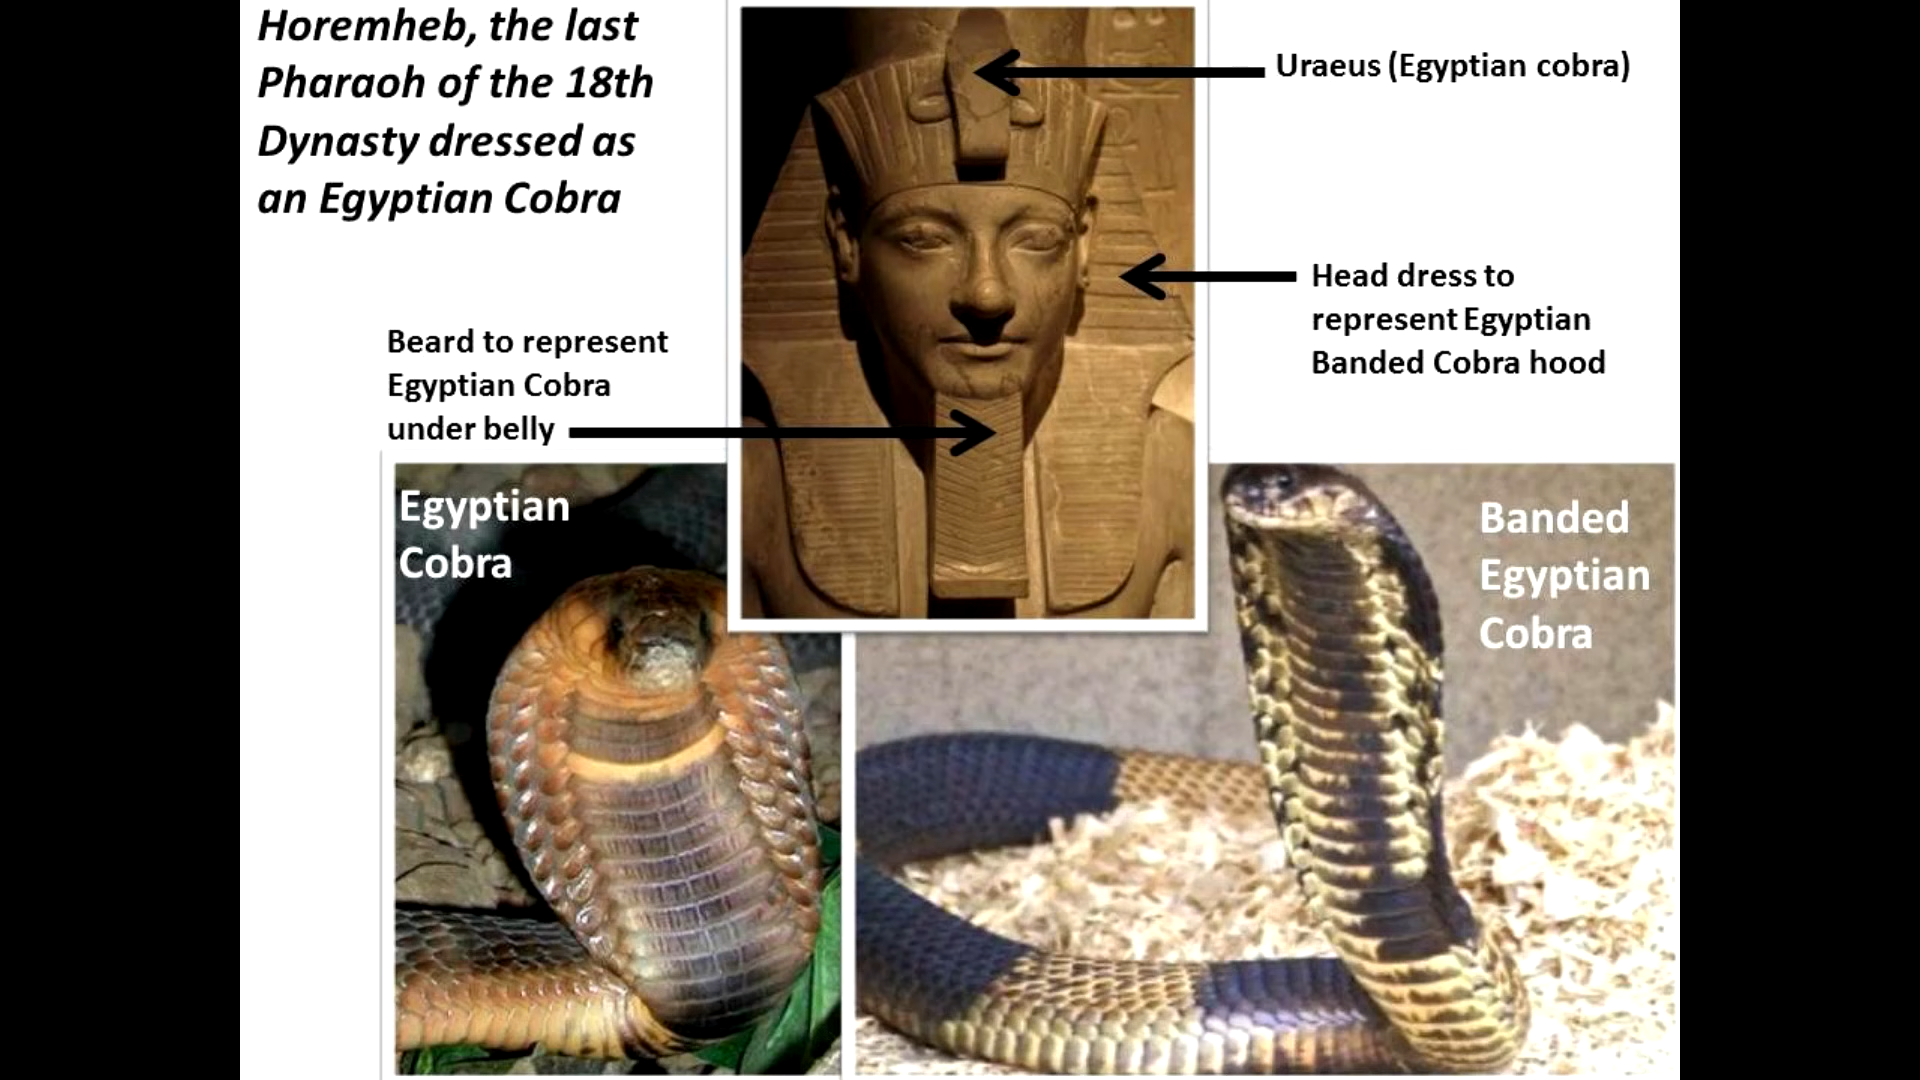 Horemheb, the last
Pharaoh of the 18th
Dynasty dressed as
an Egyptian Cobra
Uraeus (Egyptian cobra)
Head dress to
represent Egyptian
Banded Cobra hood
Beard to represent
Egyptian Cobra
under belly
Egyptian
Cobra
Banded
Egyptian
Cobra